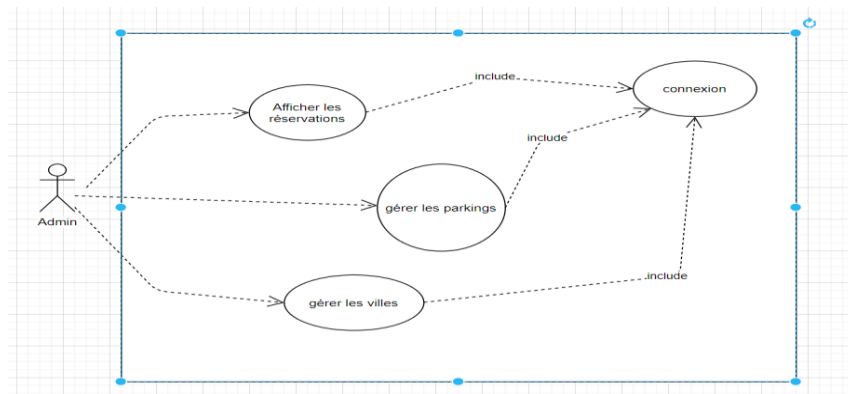 include
connexion
Afficher les
réservations
include
gérer les parkings
Admin
include
gérer les villes